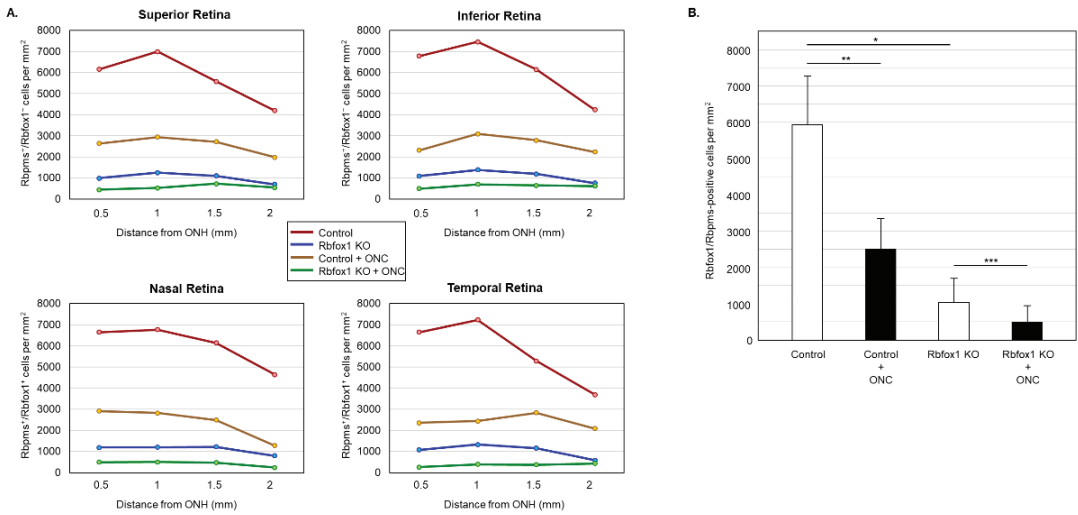 A.
Superior Retina
8000
7000
6000
5000
4000
3000
2000
1000
0
Rbpms⁺/Rbfox1⁻ cells per mm²
0.5 1 1.5 2
Distance from ONH (mm)
Inferior Retina
8000
7000
6000
5000
4000
3000
2000
1000
0
Rbpms⁺/Rbfox1⁻ cells per mm²
0.5 1 1.5 2
Distance from ONH (mm)
Control
Rbfox1 KO
Control + ONC
Rbfox1 KO + ONC
Nasal Retina
8000
7000
6000
5000
4000
3000
2000
1000
0
Rbpms⁺/Rbfox1⁺ cells per mm²
0.5 1 1.5 2
Distance from ONH (mm)
Temporal Retina
8000
7000
6000
5000
4000
3000
2000
1000
0
Rbpms⁺/Rbfox1⁺ cells per mm²
0.5 1 1.5 2
Distance from ONH (mm)
B.
8000
7000
6000
5000
4000
3000
2000
1000
0
Rbfox1/Rbpms-positive cells per mm²
*
**
***
Control
Control
+
ONC
Rbfox1 KO
Rbfox1 KO
+
ONC